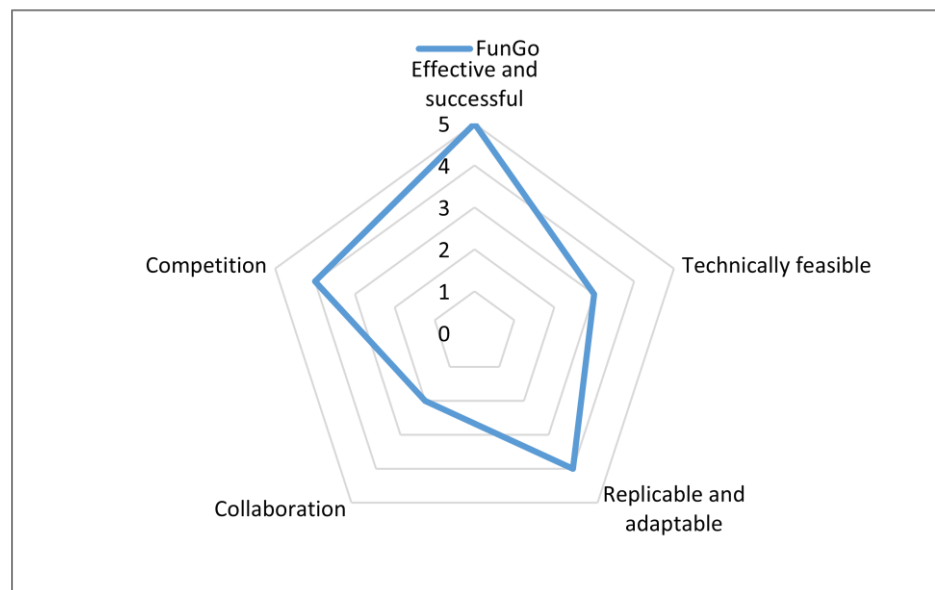 FunGo
Effective and
successful
5
4
3
2
1
0
Competition
Technically feasible
Collaboration
Replicable and
adaptable